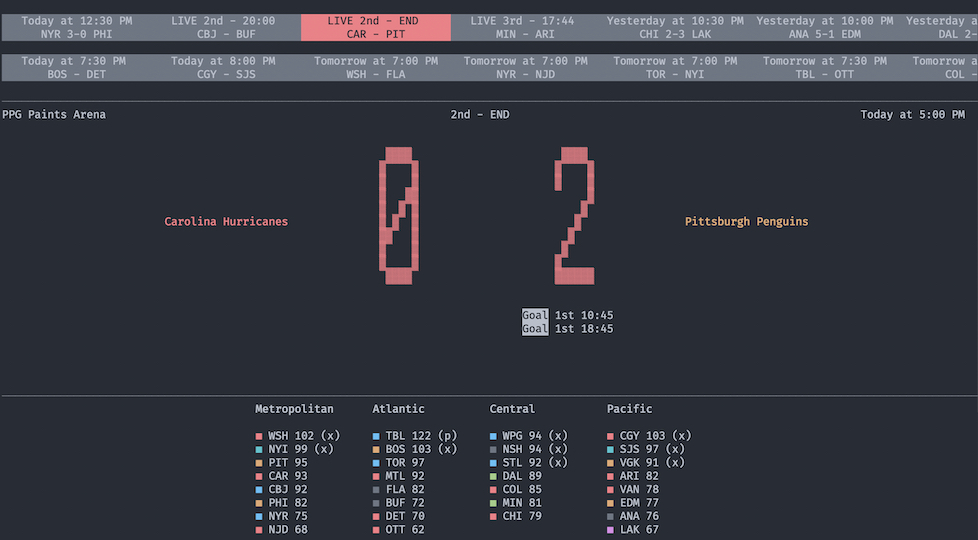 Today at 12:30 PM LIVE 2nd - 20:00 LIVE 2nd - END LIVE 3rd - 17:44 Yesterday at 10:30 PM Yesterday at 10:00 PM Yesterday a
NYR 3-0 PHI CBJ - BUF CAR - PIT MIN - ARI CHI 2-3 LAK ANA 5-1 EDM DAL 2-
Today at 7:30 PM Today at 8:00 PM Tomorrow at 7:00 PM Tomorrow at 7:00 PM Tomorrow at 7:00 PM Tomorrow at 7:30 PM Tomorrow a
BOS - DET CGY - SJS WSH - FLA NYR - NJD TOR - NYI TBL - OTT COL -
PPG Paints Arena 2nd - END Today at 5:00 PM
0 2
Carolina Hurricanes Pittsburgh Penguins
Goal 1st 10:45
Goal 1st 18:45
Metropolitan Atlantic Central Pacific
WSH 102 (x) TBL 122 (p) WPG 94 (x) CGY 103 (x)
NYI 99 (x) BOS 103 (x) NSH 94 (x) SJS 97 (x)
PIT 95 TOR 97 STL 92 (x) VGK 91 (x)
CAR 93 MTL 92 DAL 89 ARI 82
CBJ 92 FLA 82 COL 85 VAN 78
PHI 82 BUF 72 MIN 81 EDM 77
NYR 75 DET 70 CHI 79 ANA 76
NJD 68 OTT 62 LAK 67